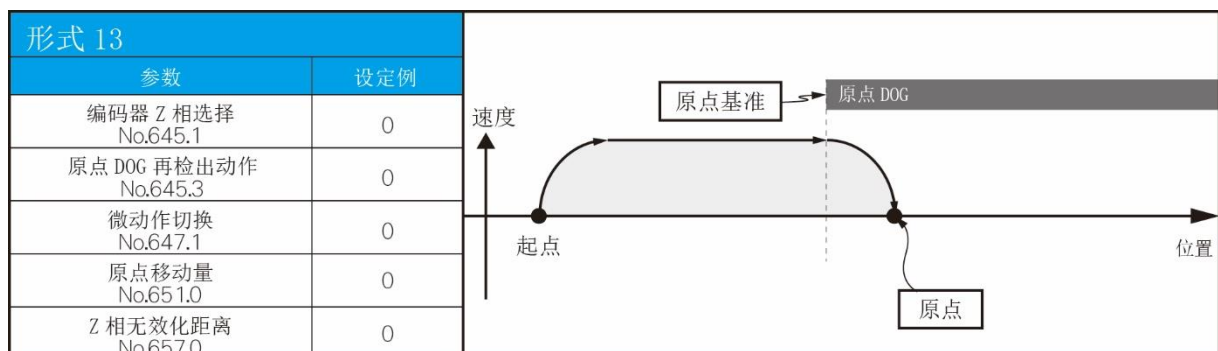 形式 13
参数 设定例
编码器 Z 相选择
No.645.1
0
原点 DOG 再检出动作
No.645.3
0
微动作切换
No.647.1
0
原点移动量
No.651.0
0
Z 相无效化距离
No.657.0
0
原点基准
原点 DOG
速度
起点
位置
原点